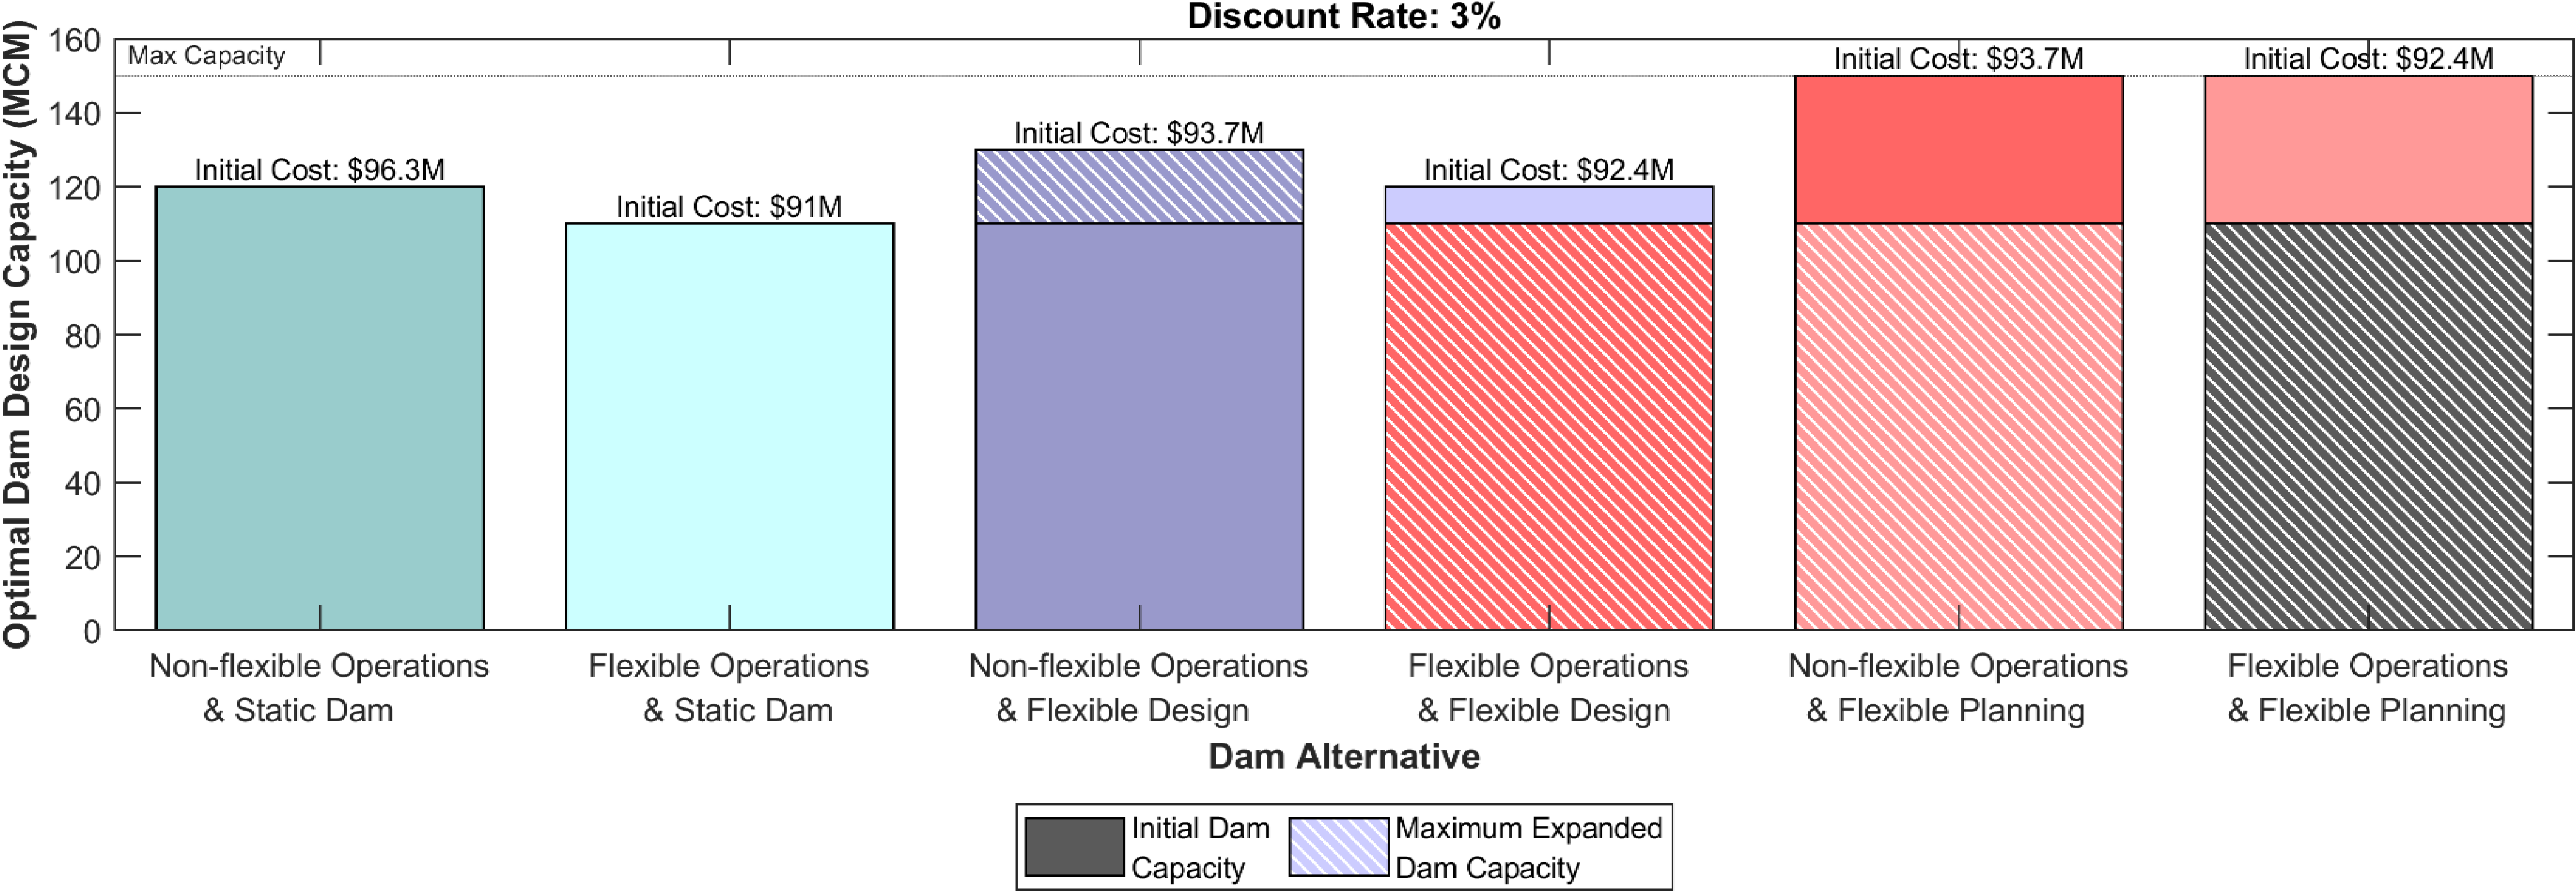 Discount Rate: 3%
Optimal Dam Design Capacity (MCM)
160
140
120
100
80
60
40
20
0
Max Capacity
Initial Cost: $96.3M
Initial Cost: $91M
Initial Cost: $93.7M
Initial Cost: $92.4M
Initial Cost: $93.7M
Initial Cost: $92.4M
Non-flexible Operations
& Static Dam
Flexible Operations
& Static Dam
Non-flexible Operations
& Flexible Design
Flexible Operations
& Flexible Design
Non-flexible Operations
& Flexible Planning
Flexible Operations
& Flexible Planning
Dam Alternative
Initial Dam
Capacity
Maximum Expanded
Dam Capacity